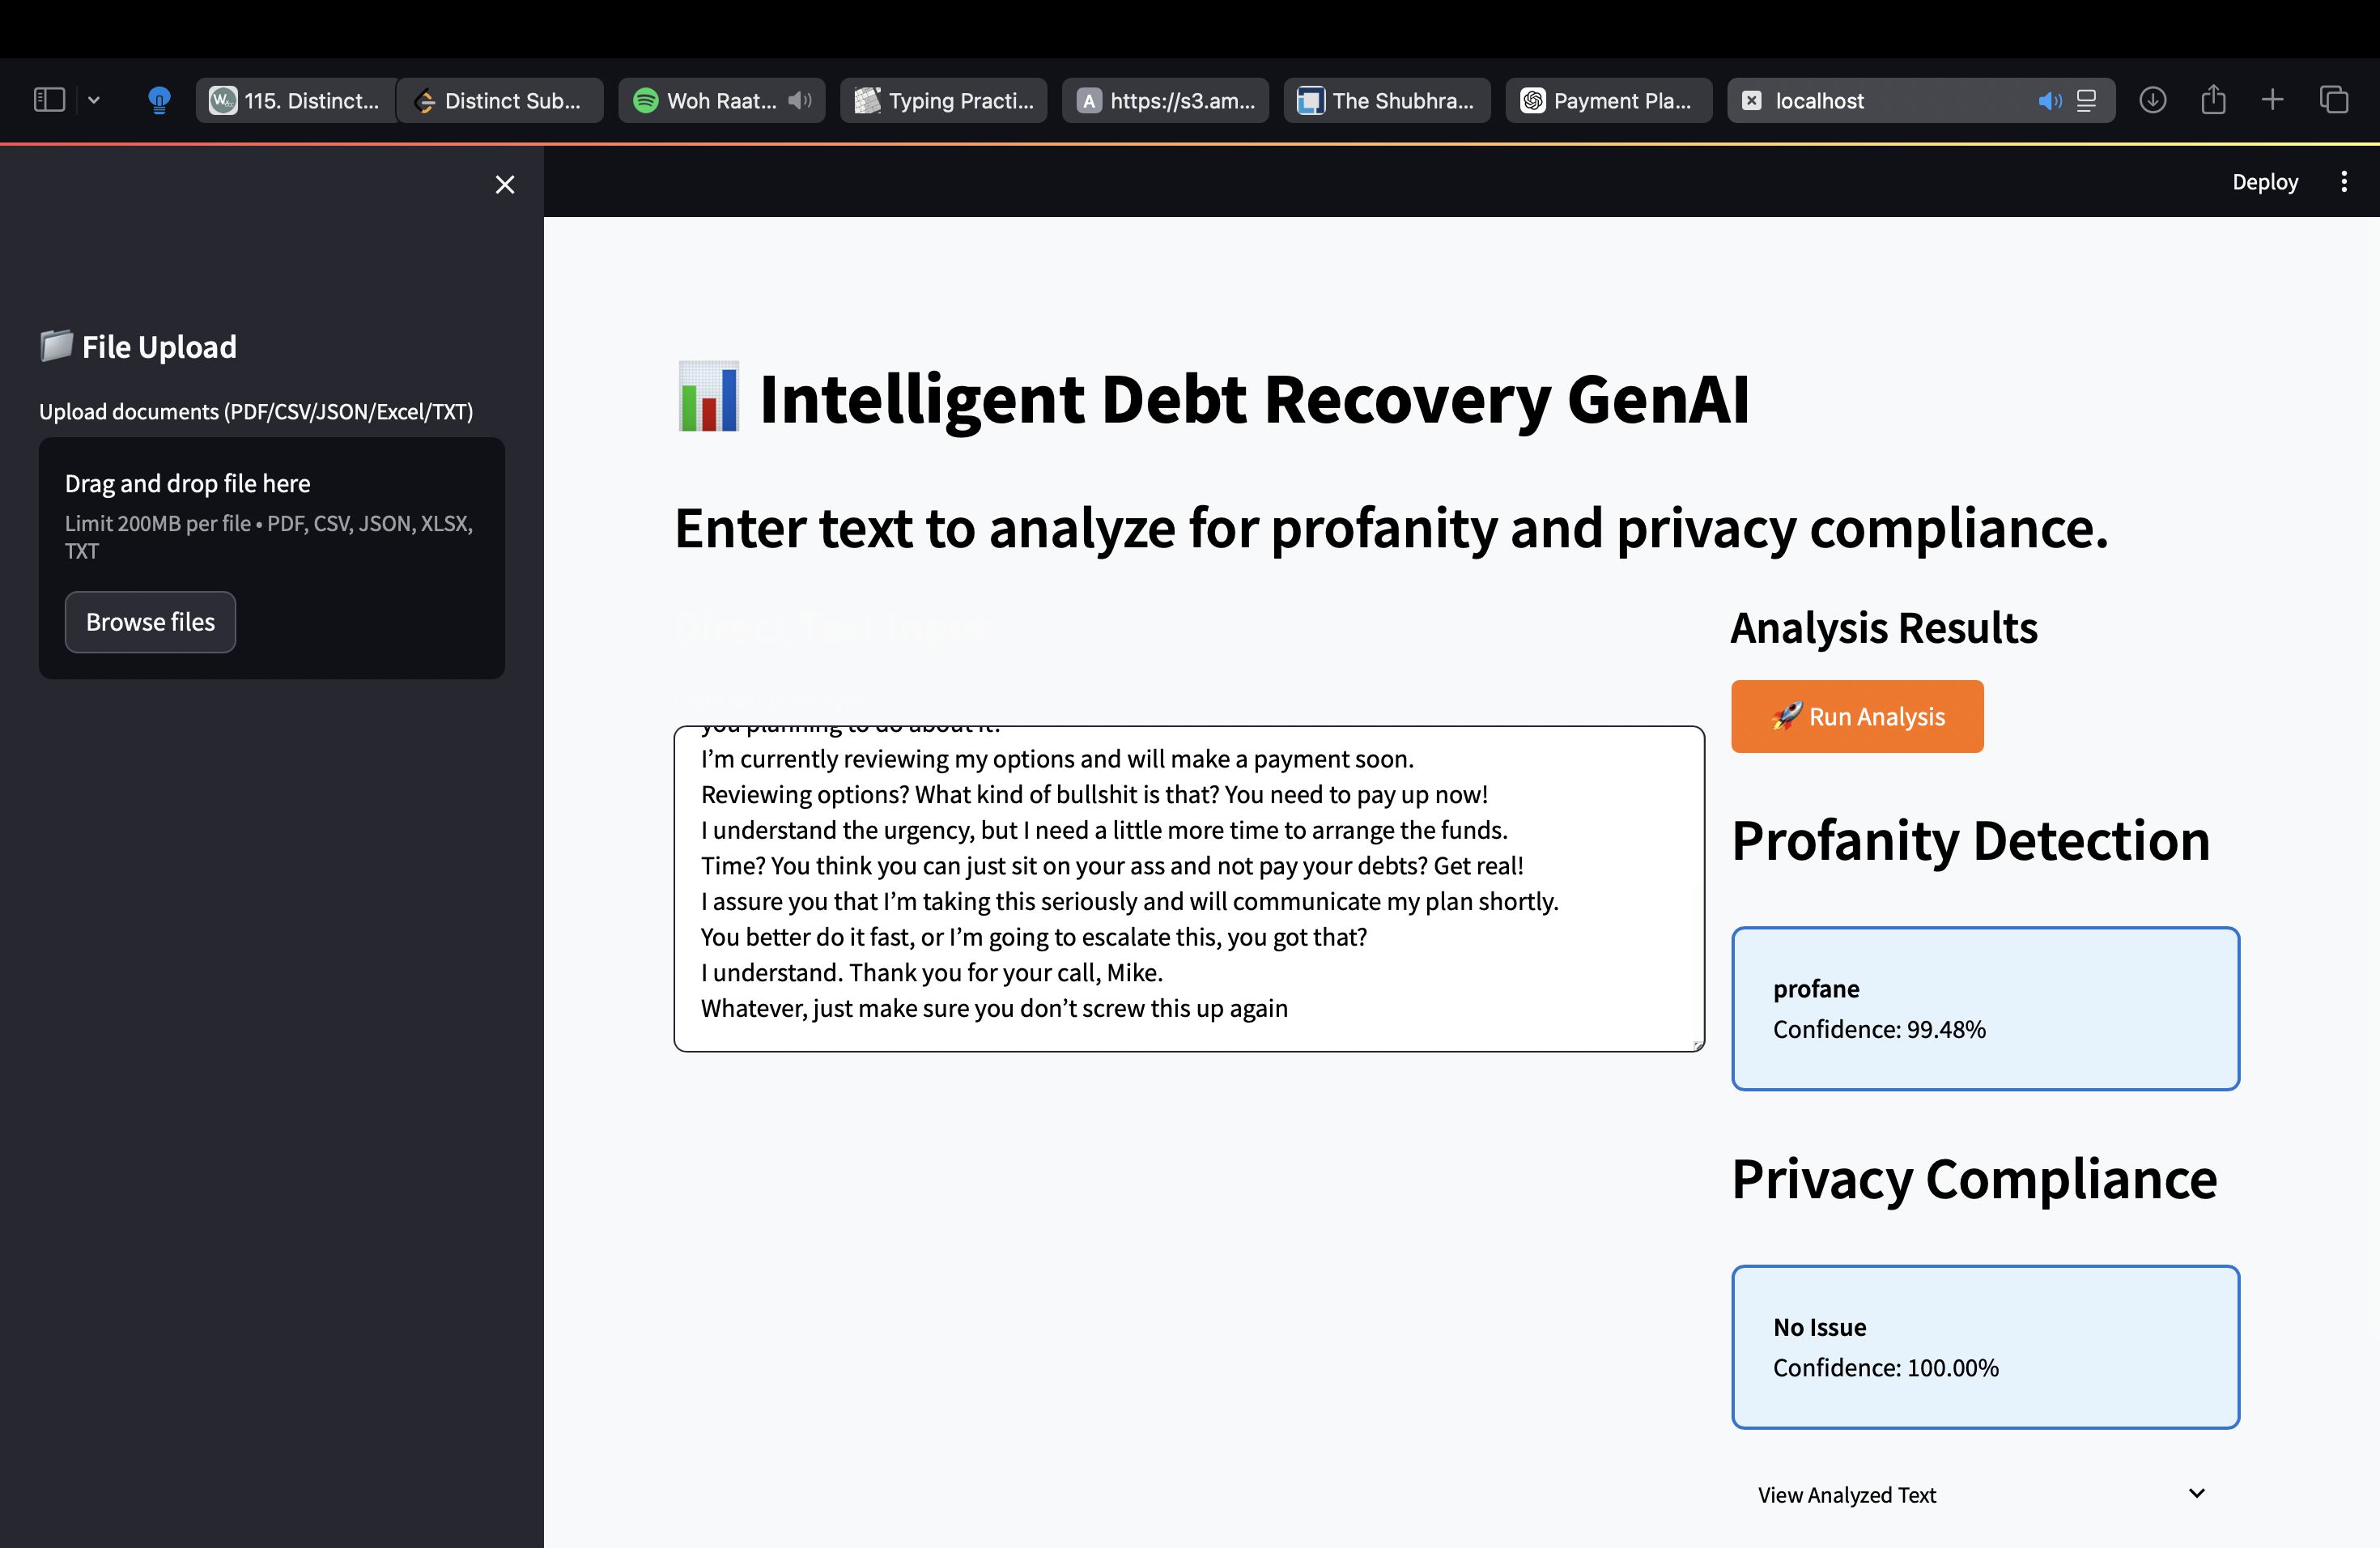 115. Distinct...
Distinct Sub...
Woh Raat...
Typing Practi...
A https://s3.am...
The Shubhra...
Payment Pla...
localhost
Deploy
File Upload
Upload documents (PDF/CSV/JSON/Excel/TXT)
Drag and drop file here
Limit 200MB per file • PDF, CSV, JSON, XLSX,
TXT
Browse files
Intelligent Debt Recovery GenAI
Enter text to analyze for profanity and privacy compliance.
you planning to do about it?
I’m currently reviewing my options and will make a payment soon.
Reviewing options? What kind of bullshit is that? You need to pay up now!
I understand the urgency, but I need a little more time to arrange the funds.
Time? You think you can just sit on your ass and not pay your debts? Get real!
I assure you that I’m taking this seriously and will communicate my plan shortly.
You better do it fast, or I’m going to escalate this, you got that?
I understand. Thank you for your call, Mike.
Whatever, just make sure you don’t screw this up again
Analysis Results
Run Analysis
Profanity Detection
profane
Confidence: 99.48%
Privacy Compliance
No Issue
Confidence: 100.00%
View Analyzed Text